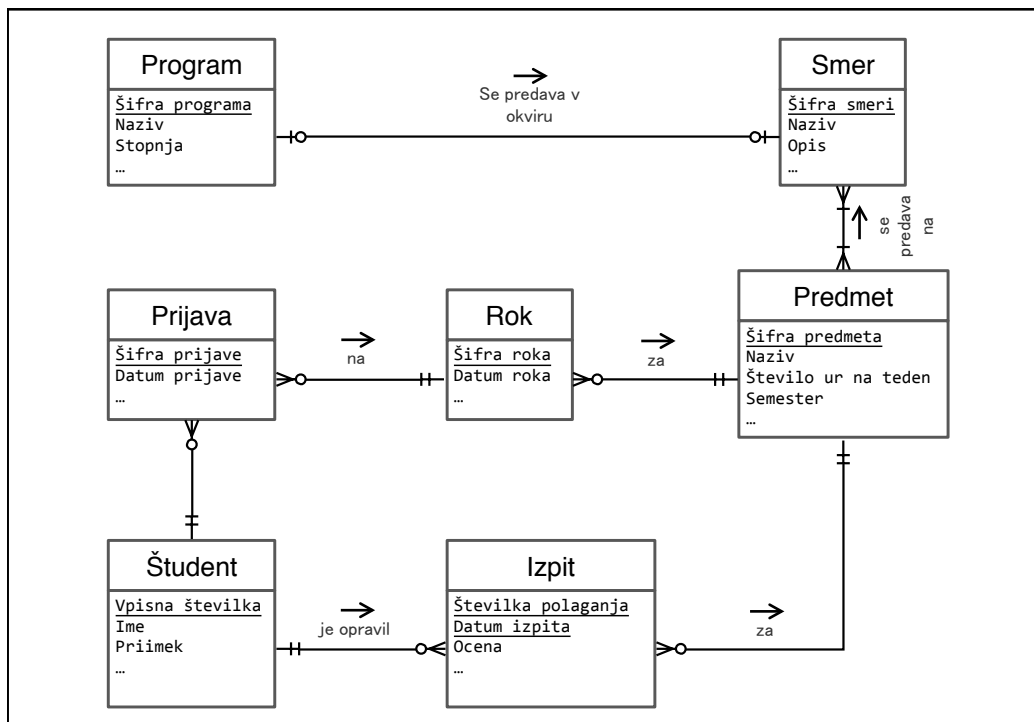 Program
Šifra programa
Naziv
Stopnja
…
Se predava v
okviru
Smer
Šifra smeri
Naziv
Opis
…
se
predava
na
Prijava
Šifra prijave
Datum prijave
…
na
Rok
Šifra roka
Datum roka
…
za
Predmet
Šifra predmeta
Naziv
Število ur na teden
Semester
…
Študent
Vpisna številka
Ime
Priimek
…
je opravil
Izpit
Številka polaganja
Datum izpita
Ocena
…
za